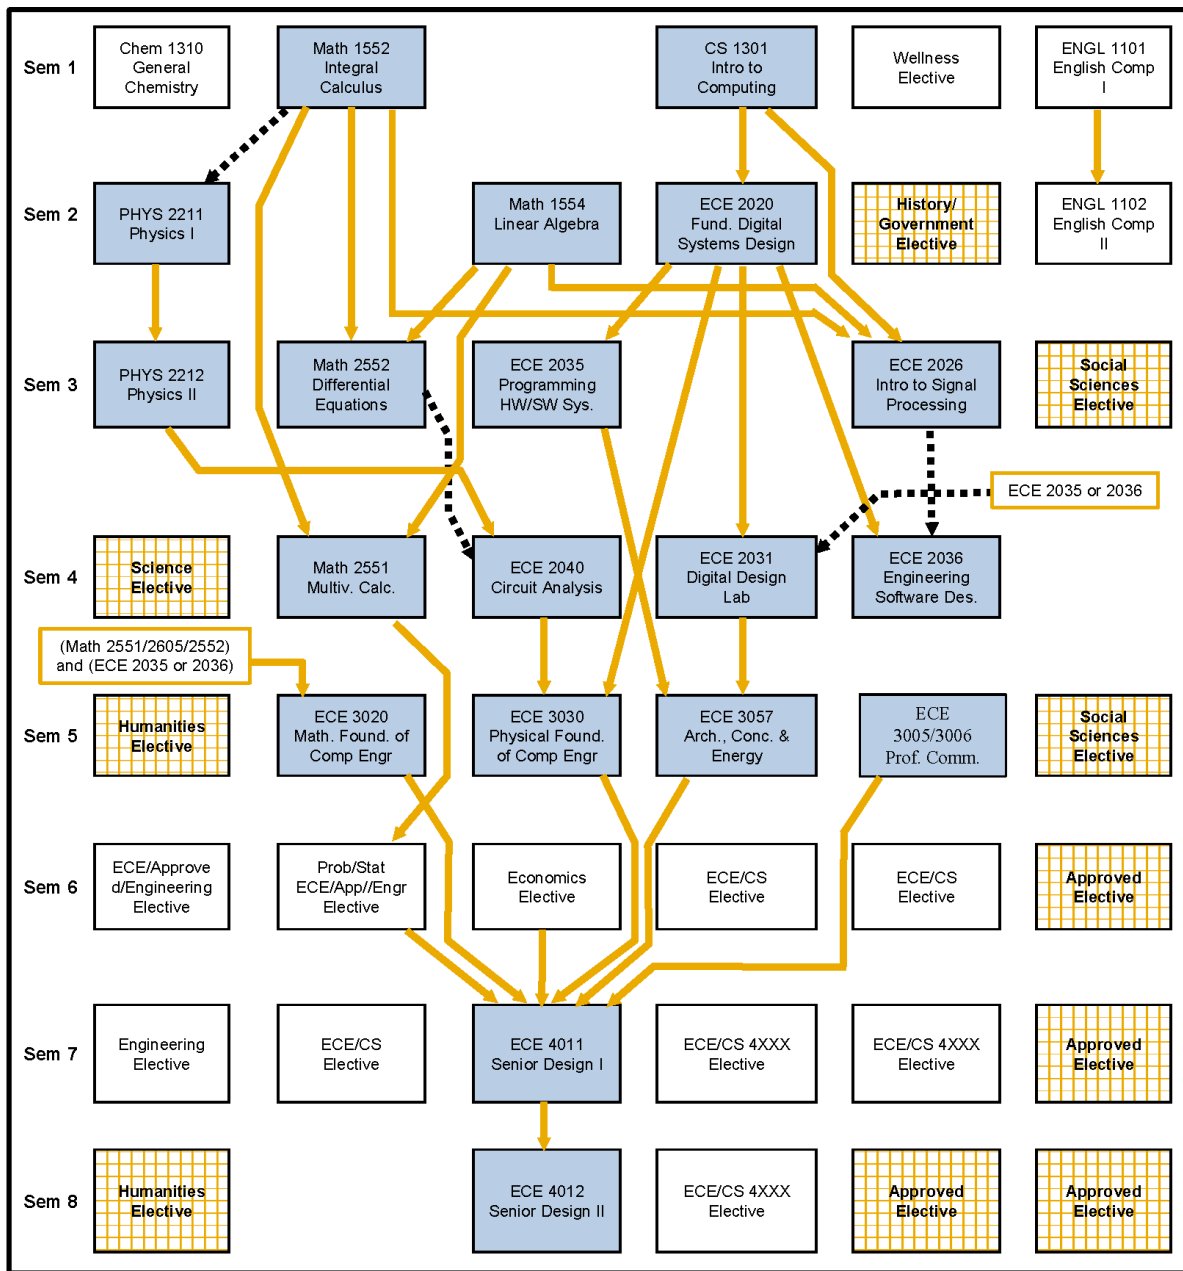 Sem 1
Chem 1310
General
Chemistry
Math 1552
Integral
Calculus
CS 1301
Intro to
Computing
Wellness
Elective
ENGL 1101
English Comp
I
Sem 2
PHYS 2211
Physics I
Math 1554
Linear Algebra
ECE 2020
Fund. Digital
Systems Design
History/
Government
Elective
ENGL 1102
English Comp
II
Sem 3
PHYS 2212
Physics II
Math 2552
Differential
Equations
ECE 2035
Programming
HW/SW Sys.
ECE 2026
Intro to Signal
Processing
Social
Sciences
Elective
ECE 2035 or 2036
Sem 4
Science
Elective
Math 2551
Multiv. Calc.
ECE 2040
Circuit Analysis
ECE 2031
Digital Design
Lab
ECE 2036
Engineering
Software Des.
(Math 2551/2605/2552)
and (ECE 2035 or 2036)
Sem 5
Humanities
Elective
ECE 3020
Math. Found. of
Comp Engr
ECE 3030
Physical Found.
of Comp Engr
ECE 3057
Arch., Conc. &
Energy
ECE
3005/3006
Prof. Comm.
Social
Sciences
Elective
Sem 6
ECE/Approve
d/Engineering
Elective
Prob/Stat
ECE/App//Engr
Elective
Economics
Elective
ECE/CS
Elective
ECE/CS
Elective
Approved
Elective
Sem 7
Engineering
Elective
ECE/CS
Elective
ECE 4011
Senior Design I
ECE/CS 4XXX
Elective
ECE/CS 4XXX
Elective
Approved
Elective
Sem 8
Humanities
Elective
ECE 4012
Senior Design II
ECE/CS 4XXX
Elective
Approved
Elective
Approved
Elective